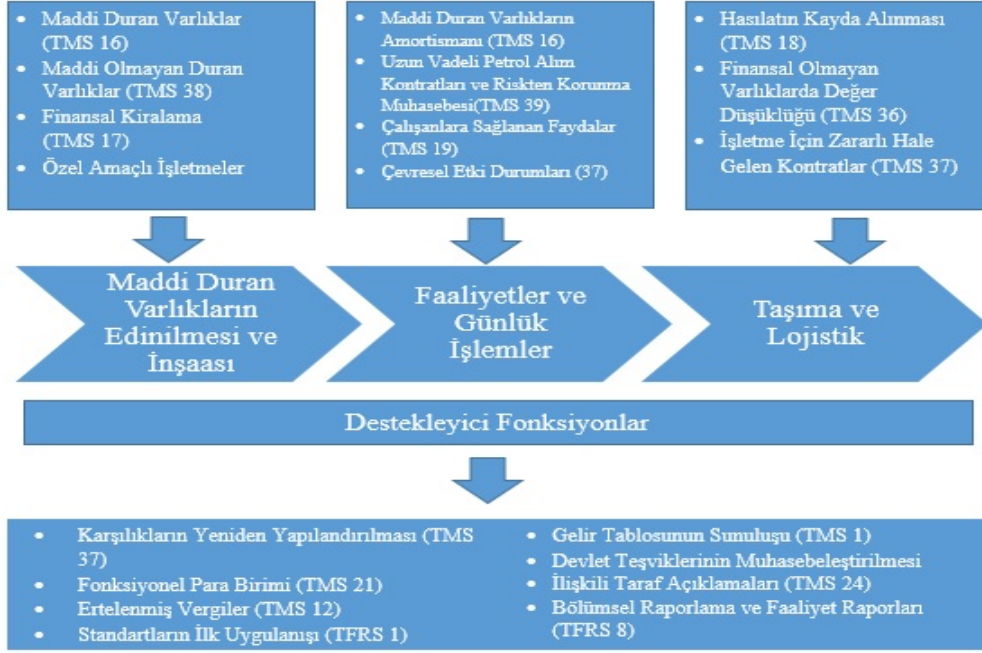 • Maddi Duran Varlıklar
(TMS 16)
• Maddi Olmayan Duran
Varlıklar (TMS 38)
• Finansal Kiralama
(TMS 17)
• Özel Amaçlı İşletmeler
• Maddi Duran Varlıkların
Amortismanı (TMS 16)
• Uzun Vadeli Petrol Alım
Kontratları ve Riskten Korunma
Muhasebesi(TMS 39)
• Çalışanlara Sağlanan Faydalar
(TMS 19)
• Çevresel Etki Durumları (37)
• Hasılatın Kayda Alınması
(TMS 18)
• Finansal Olmayan
Varlıklarda Değer
Düşüklüğü (TMS 36)
• İşletme İçin Zararlı Hale
Gelen Kontratlar (TMS 37)
Maddi Duran
Varlıkların
Edinilmesi ve
İnşaası
Faaliyetler ve
Günlük
İşlemler
Taşıma ve
Lojistik
Destekleyici Fonksiyonlar
• Karşılıkların Yeniden Yapılandırılması (TMS
37)
• Fonksiyonel Para Birimi (TMS 21)
• Ertelenmiş Vergiler (TMS 12)
• Standartların İlk Uygulanışı (TFRS 1)
• Gelir Tablosunun Sunuluşu (TMS 1)
• Devlet Teşviklerinin Muhasebeleştirilmesi
• İlişkili Taraf Açıklamaları (TMS 24)
• Bölümsel Raporlama ve Faaliyet Raporları
(TFRS 8)